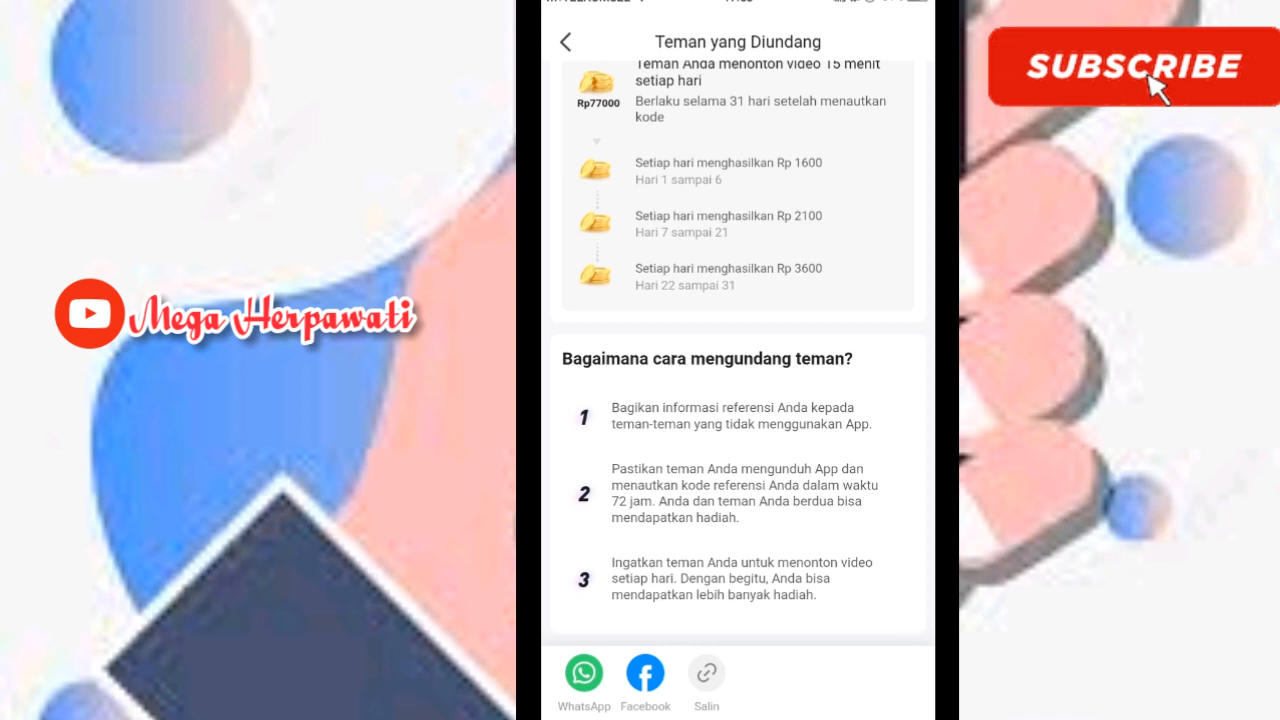 Teman yang Diundang
SUBSCRIBE
Teman Anda menonton video 15 menit
setiap hari
Rp77000
Berlaku selama 31 hari setelah menautkan
kode
Setiap hari menghasilkan Rp 1600
Hari 1 sampai 6
Setiap hari menghasilkan Rp 2100
Hari 7 sampai 21
Setiap hari menghasilkan Rp 3600
Hari 22 sampai 31
Mega Herpawati
Bagaimana cara mengundang teman?
1
Bagikan informasi referensi Anda kepada
teman-teman yang tidak menggunakan App.
2
Pastikan teman Anda mengunduh App dan
menautkan kode referensi Anda dalam waktu
72 jam. Anda dan teman Anda berdua bisa
mendapatkan hadiah.
3
Ingatkan teman Anda untuk menonton video
setiap hari. Dengan begitu, Anda bisa
mendapatkan lebih banyak hadiah.
WhatsApp Facebook Salin